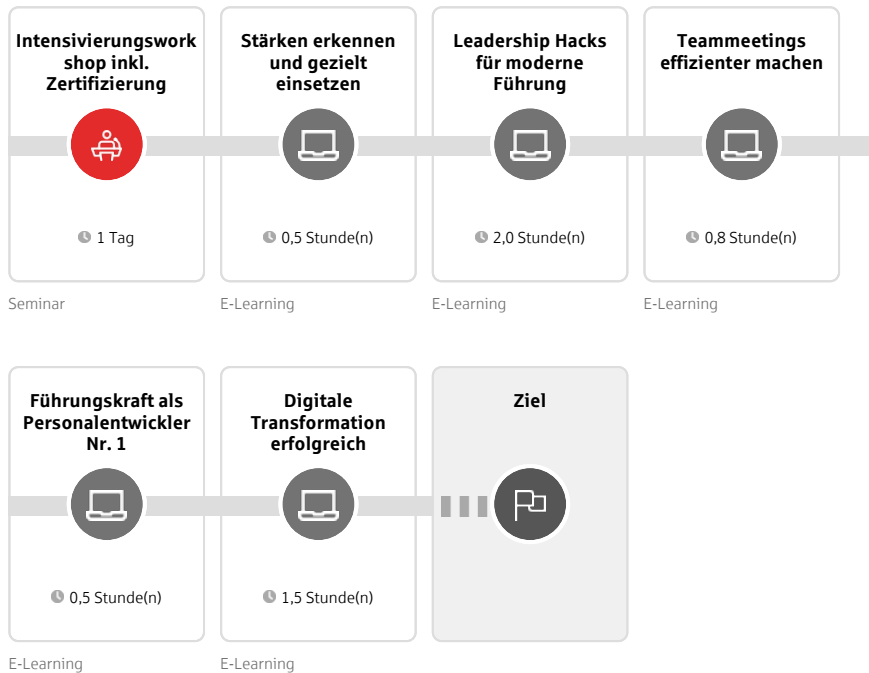 Intensivierungswork
shop inkl.
Zertifizierung
1 Tag
Seminar
Stärken erkennen
und gezielt
einsetzen
0,5 Stunde(n)
E-Learning
Leadership Hacks
für moderne
Führung
2,0 Stunde(n)
E-Learning
Teammeetings
effizienter machen
0,8 Stunde(n)
E-Learning
Führungskraft als
Personalentwickler
Nr. 1
0,5 Stunde(n)
E-Learning
Digitale
Transformation
erfolgreich
1,5 Stunde(n)
E-Learning
Ziel